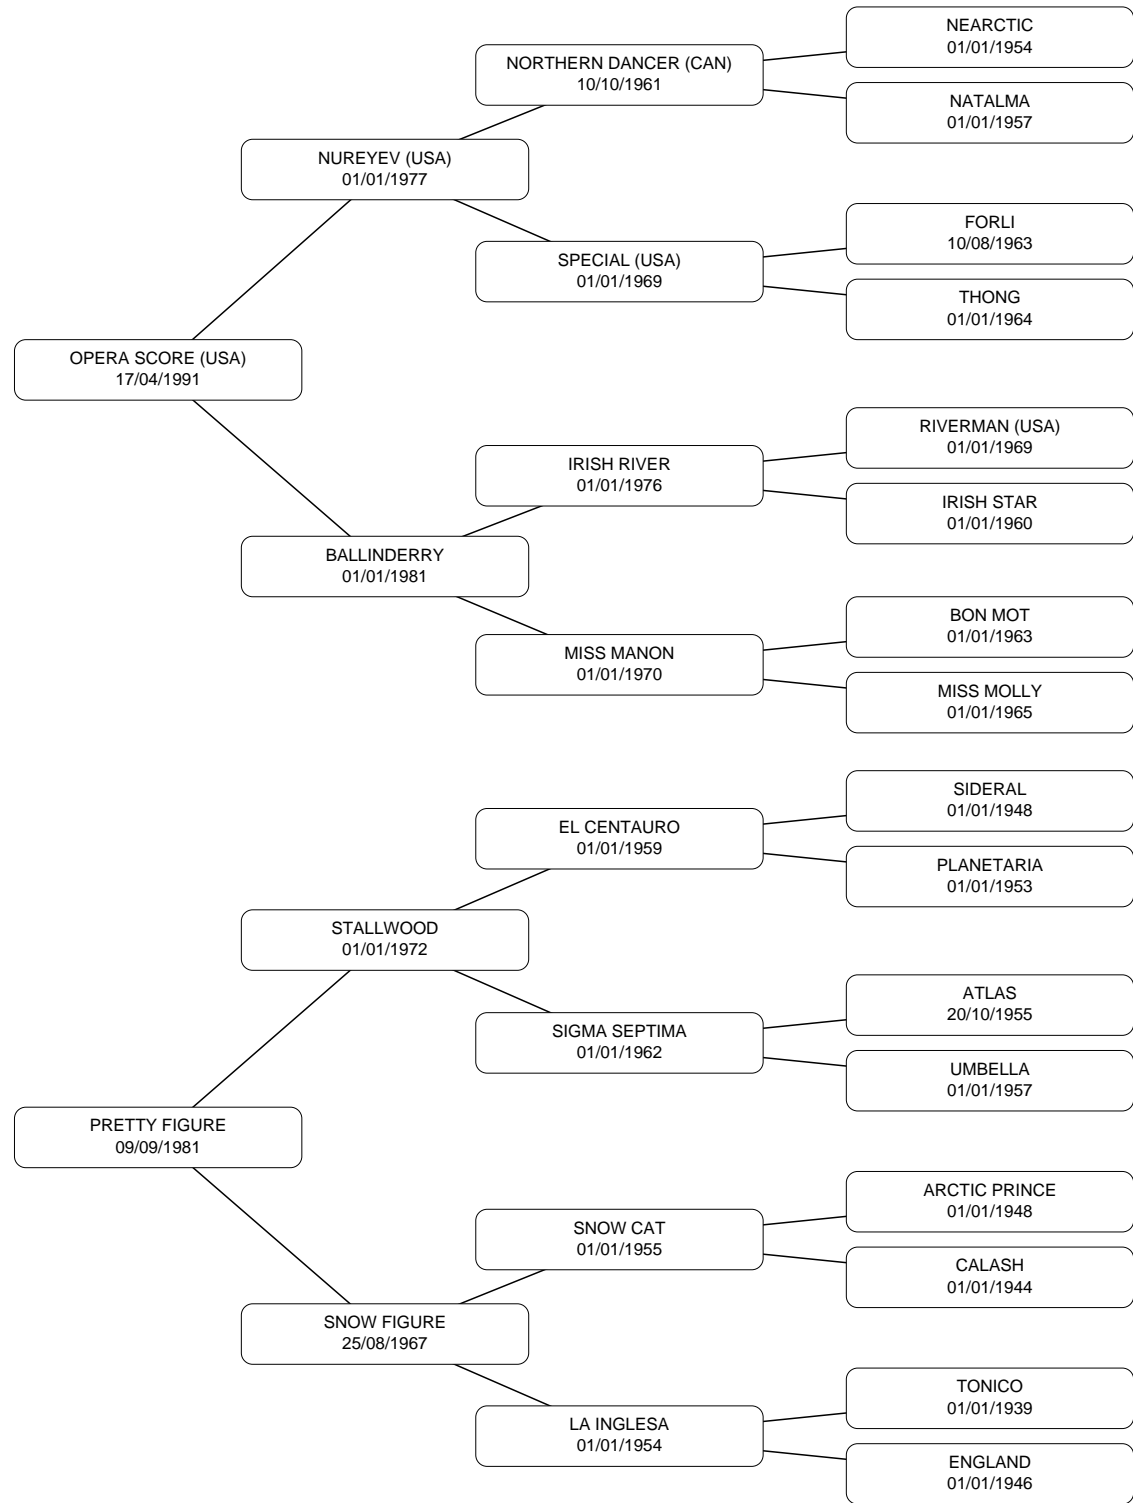 NEARCTIC
01/01/1954
NORTHERN DANCER (CAN)
10/10/1961
NATALMA
01/01/1957
NUREYEV (USA)
01/01/1977
FORLI
10/08/1963
SPECIAL (USA)
01/01/1969
THONG
01/01/1964
OPERA SCORE (USA)
17/04/1991
RIVERMAN (USA)
01/01/1969
IRISH RIVER
01/01/1976
IRISH STAR
01/01/1960
BALLINDERRY
01/01/1981
BON MOT
01/01/1963
MISS MANON
01/01/1970
MISS MOLLY
01/01/1965
SIDERAL
01/01/1948
EL CENTAURO
01/01/1959
PLANETARIA
01/01/1953
STALLWOOD
01/01/1972
ATLAS
20/10/1955
SIGMA SEPTIMA
01/01/1962
UMBELLA
01/01/1957
PRETTY FIGURE
09/09/1981
ARCTIC PRINCE
01/01/1948
SNOW CAT
01/01/1955
CALASH
01/01/1944
SNOW FIGURE
25/08/1967
TONICO
01/01/1939
LA INGLESA
01/01/1954
ENGLAND
01/01/1946